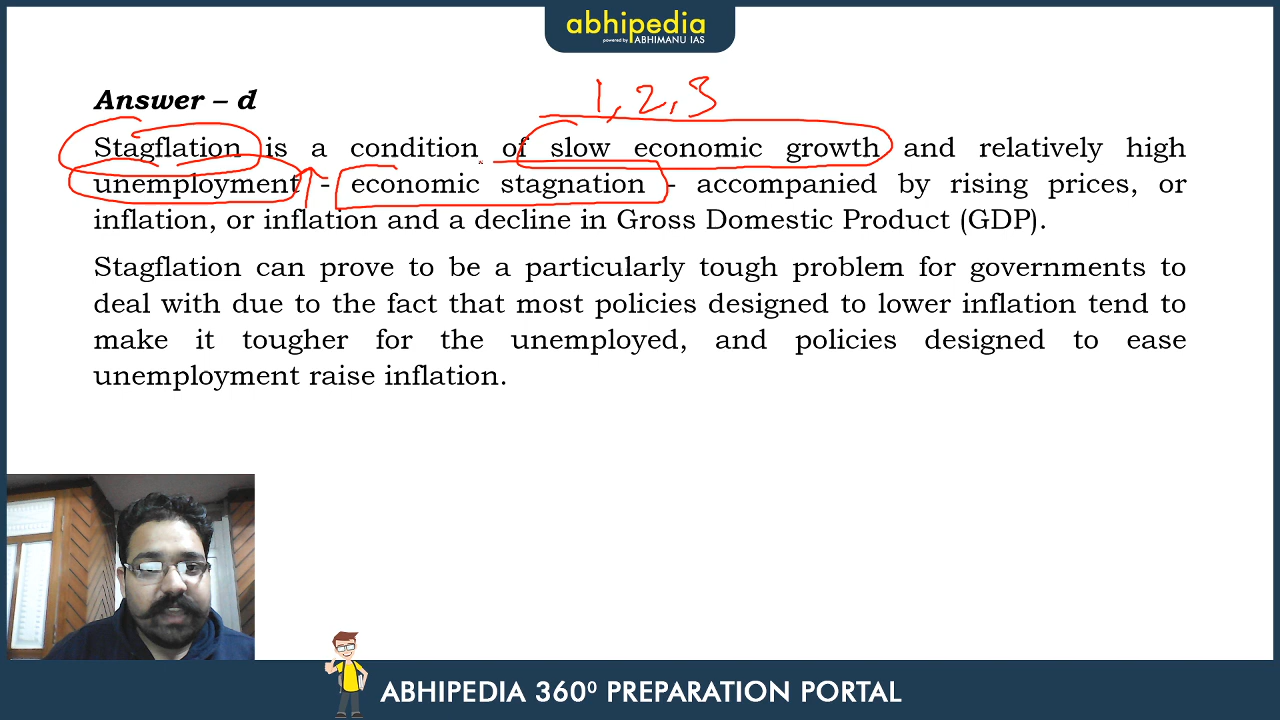 abhipedia
powered by ABHIMANU IAS
1, 2, 3
Answer – d
Stagflation is a condition of slow economic growth and relatively high
unemployment - economic stagnation - accompanied by rising prices, or
inflation, or inflation and a decline in Gross Domestic Product (GDP).
Stagflation can prove to be a particularly tough problem for governments to
deal with due to the fact that most policies designed to lower inflation tend to
make it tougher for the unemployed, and policies designed to ease
unemployment raise inflation.
ABHIPEDIA 360⁰ PREPARATION PORTAL